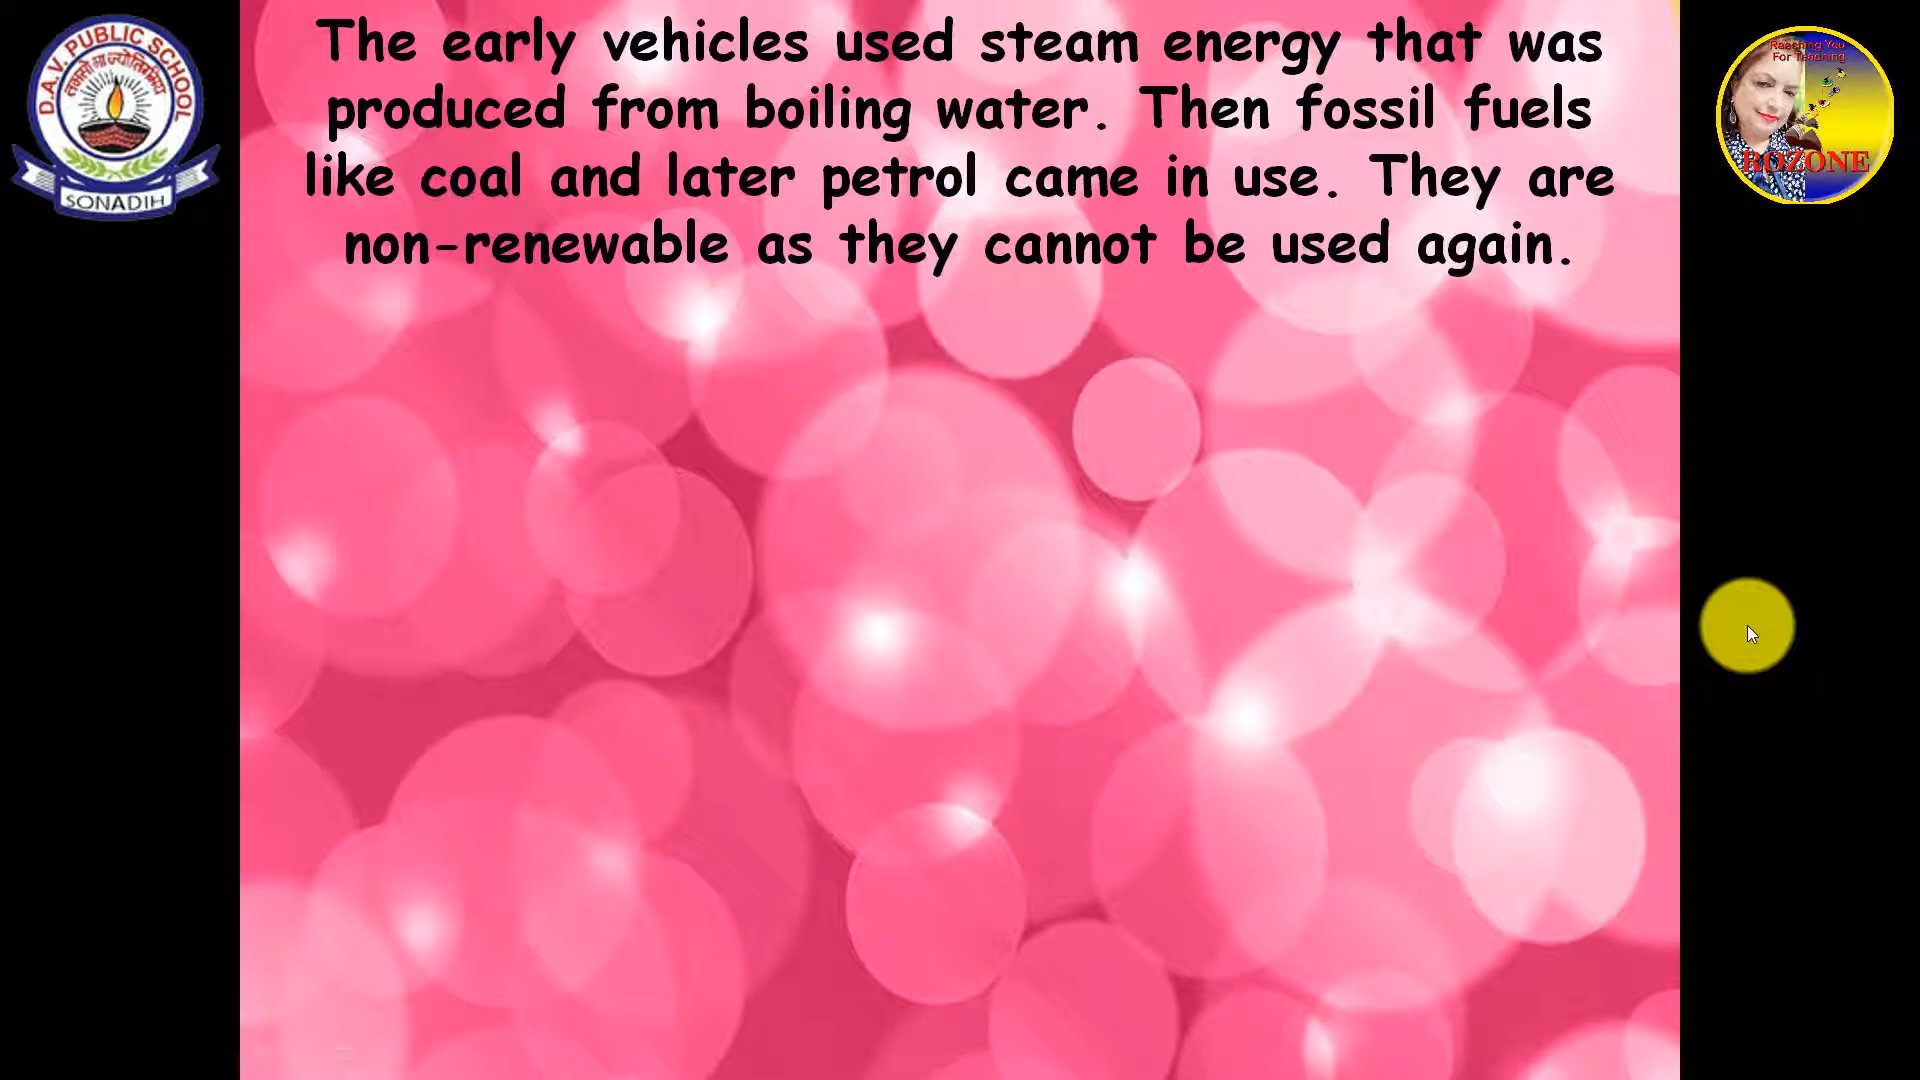 The early vehicles used steam energy that was
produced from boiling water. Then fossil fuels
like coal and later petrol came in use. They are
non-renewable as they cannot be used again.
D.A.V. PUBLIC SCHOOL
तमसो मा ज्योतिर्गमय
SONADIH
Reaching You
For Teaching
ROZONE